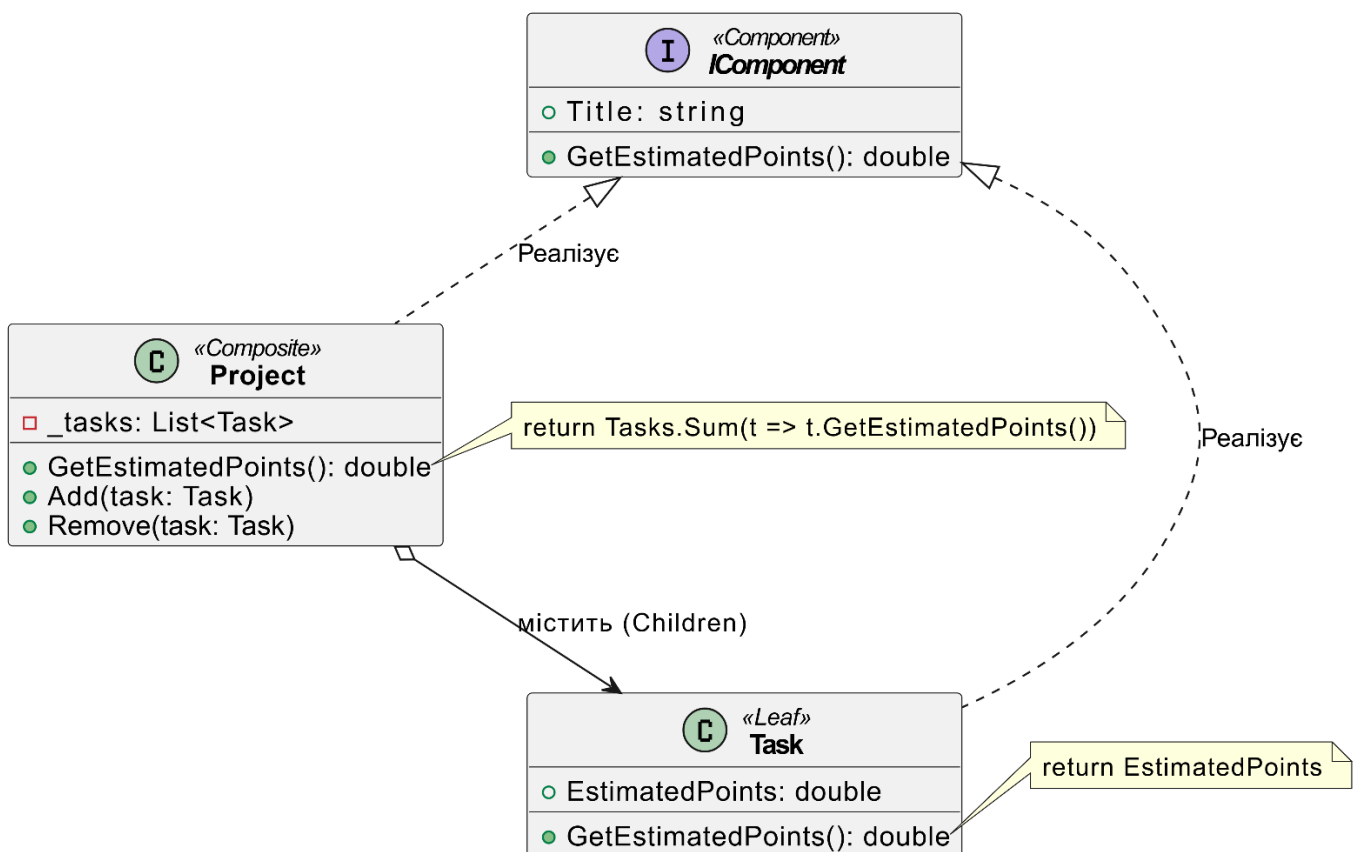 I
«Component»
IComponent
Title: string
GetEstimatedPoints(): double
Реалізує
C
«Composite»
Project
_tasks: List<Task>
GetEstimatedPoints(): double
Add(task: Task)
Remove(task: Task)
return Tasks.Sum(t => t.GetEstimatedPoints())
Реалізує
містить (Children)
C
«Leaf»
Task
EstimatedPoints: double
GetEstimatedPoints(): double
return EstimatedPoints